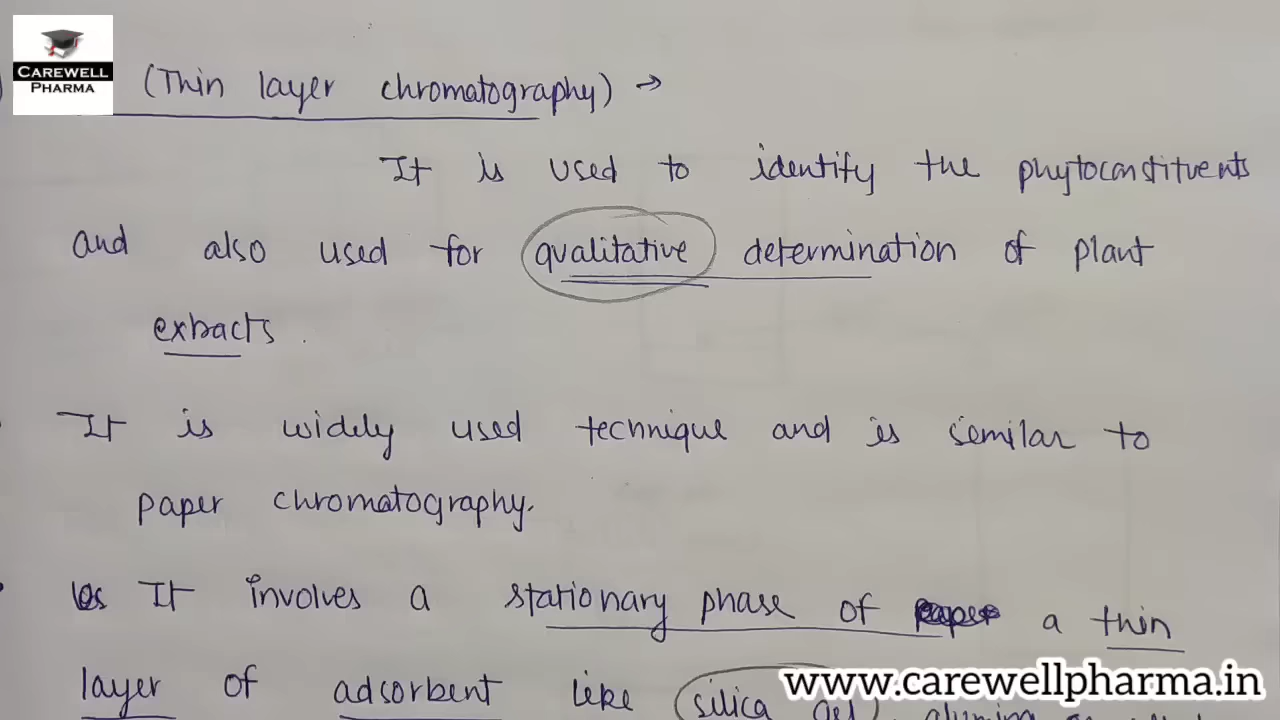 CAREWELL
PHARMA
(Thin layer chromatography) →
It is used to identify the phytoconstituents
and also used for qualitative determination of plant
extracts.
It is widely used technique and is similar to
paper chromatography.
It involves a stationary phase of a thin
layer of adsorbent like silica gel,
www.carewellpharma.in